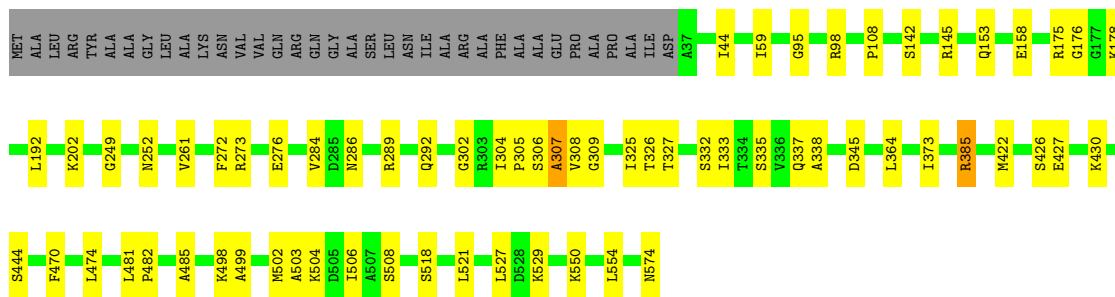 MET ALA LEU ARG TYR ALA ALA GLY LEU ALA LYS ASN VAL VAL GLN ARG GLN GLY ALA SER LEU ASN ILE ALA ARG ALA PHE ALA ALA GLU PRO ALA PRO ALA ILE ASP A37 I44 I59 G95 R98 P108 S142 R145 Q153 E158 R175 G176 G177 K178
L192 K202 G249 N252 V261 F272 R273 E276 V284 D285 N286 R289 Q292 G302 R303 I304 P305 S306 A307 V308 G309 I325 T326 T327 S332 I333 T334 S335 V336 Q337 A338 D345 L364 I373 R385 M422 S426 E427 K430
S444 F470 L474 L481 P482 A485 K498 A499 M502 A503 K504 D505 I506 A507 S508 S518 L521 L527 D528 K529 K550 L554 N574